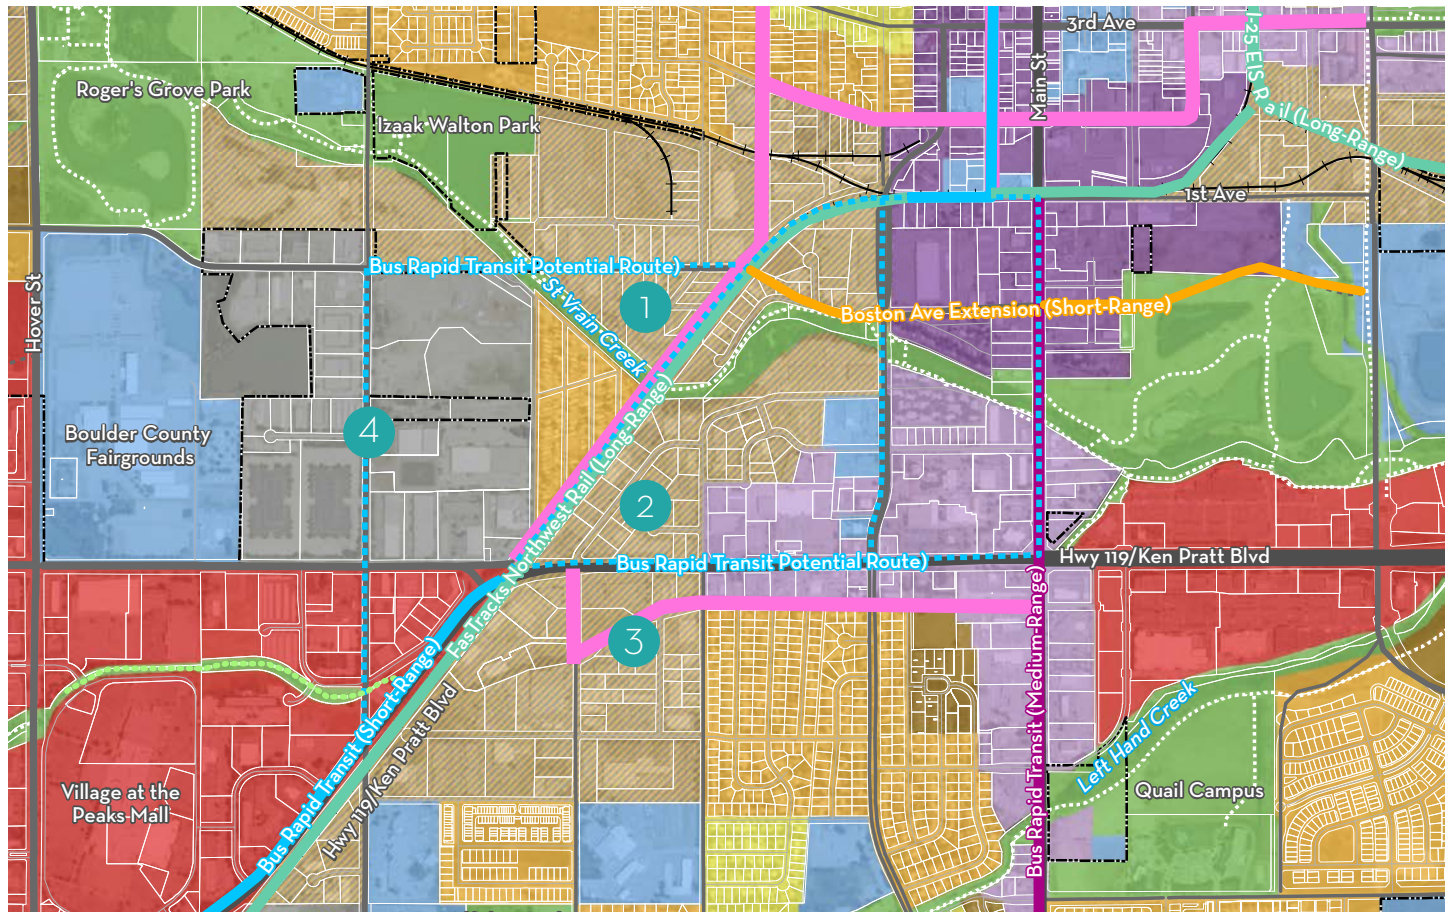 3rd Ave
Main St
I-25 EIS Rail (Long-Range)
Roger's Grove Park
Izaak Walton Park
1st Ave
Bus Rapid Transit Potential Route)
St Vrain Creek
1
Boston Ave Extension (Short-Range)
Hover St
Boulder County
Fairgrounds
4
FasTracks Northwest Rail (Long-Range)
2
Bus Rapid Transit Potential Route)
Hwy 119/Ken Pratt Blvd
3
Bus Rapid Transit (Short-Range)
Hwy 119/Ken Pratt Blvd
Bus Rapid Transit (Medium-Range)
Left Hand Creek
Village at the
Peaks Mall
Quail Campus